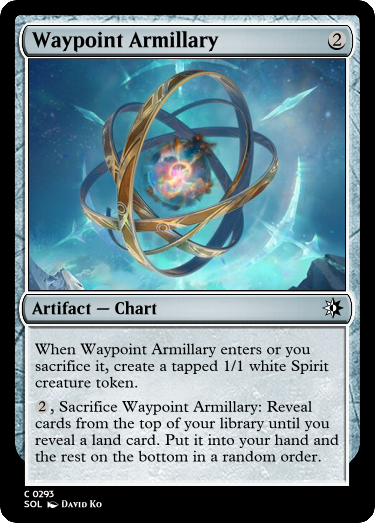 Waypoint Armillary 2
Artifact — Chart
When Waypoint Armillary enters or you
sacrifice it, create a tapped 1/1 white Spirit
creature token.
2, Sacrifice Waypoint Armillary: Reveal
cards from the top of your library until
you reveal a land card. Put it into your hand and
the rest on the bottom in a random order.
C 0293
SOL David Ko